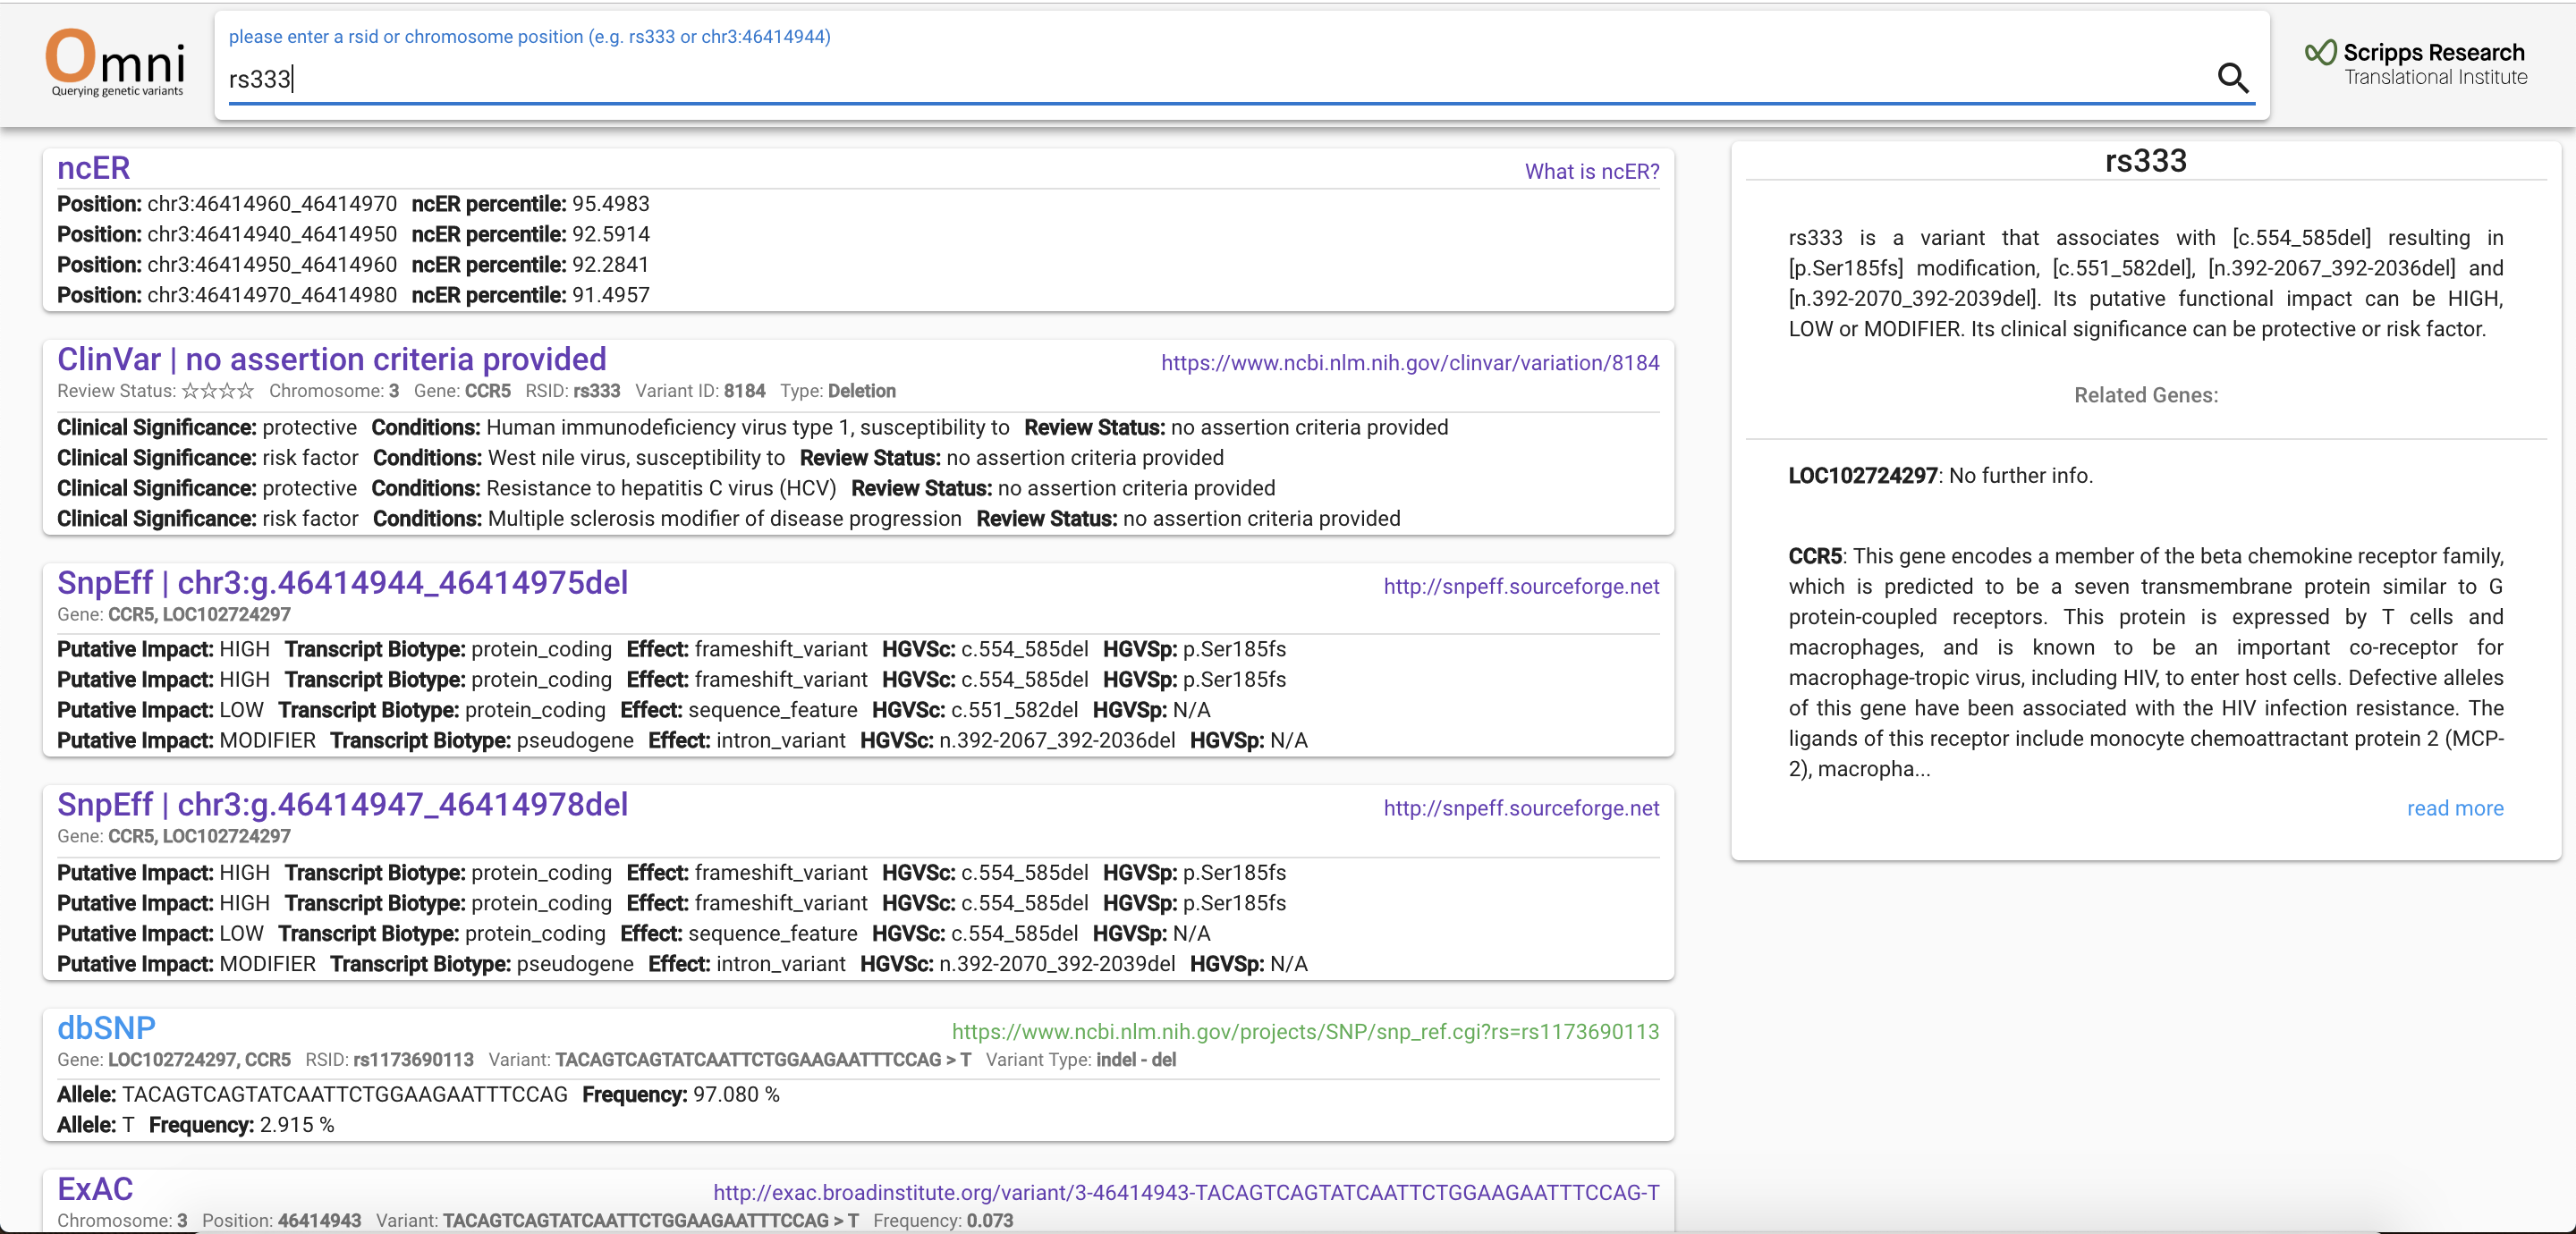 Omni
Querying genetic variants
please enter a rsid or chromosome position (e.g. rs333 or chr3:46414944)
rs333
Scripps Research
Translational Institute
ncER What is ncER?
Position: chr3:46414960_46414970 ncER percentile: 95.4983
Position: chr3:46414940_46414950 ncER percentile: 92.5914
Position: chr3:46414950_46414960 ncER percentile: 92.2841
Position: chr3:46414970_46414980 ncER percentile: 91.4957
ClinVar | no assertion criteria provided https://www.ncbi.nlm.nih.gov/clinvar/variation/8184
Review Status: ☆☆☆☆ Chromosome: 3 Gene: CCR5 RSID: rs333 Variant ID: 8184 Type: Deletion
Clinical Significance: protective Conditions: Human immunodeficiency virus type 1, susceptibility to Review Status: no assertion criteria provided
Clinical Significance: risk factor Conditions: West nile virus, susceptibility to Review Status: no assertion criteria provided
Clinical Significance: protective Conditions: Resistance to hepatitis C virus (HCV) Review Status: no assertion criteria provided
Clinical Significance: risk factor Conditions: Multiple sclerosis modifier of disease progression Review Status: no assertion criteria provided
SnpEff | chr3:g.46414944_46414975del http://snpeff.sourceforge.net
Gene: CCR5, LOC102724297
Putative Impact: HIGH Transcript Biotype: protein_coding Effect: frameshift_variant HGVSc: c.554_585del HGVSp: p.Ser185fs
Putative Impact: HIGH Transcript Biotype: protein_coding Effect: frameshift_variant HGVSc: c.554_585del HGVSp: p.Ser185fs
Putative Impact: LOW Transcript Biotype: protein_coding Effect: sequence_feature HGVSc: c.551_582del HGVSp: N/A
Putative Impact: MODIFIER Transcript Biotype: pseudogene Effect: intron_variant HGVSc: n.392-2067_392-2036del HGVSp: N/A
SnpEff | chr3:g.46414947_46414978del http://snpeff.sourceforge.net
Gene: CCR5, LOC102724297
Putative Impact: HIGH Transcript Biotype: protein_coding Effect: frameshift_variant HGVSc: c.554_585del HGVSp: p.Ser185fs
Putative Impact: HIGH Transcript Biotype: protein_coding Effect: frameshift_variant HGVSc: c.554_585del HGVSp: p.Ser185fs
Putative Impact: LOW Transcript Biotype: protein_coding Effect: sequence_feature HGVSc: c.554_585del HGVSp: N/A
Putative Impact: MODIFIER Transcript Biotype: pseudogene Effect: intron_variant HGVSc: n.392-2070_392-2039del HGVSp: N/A
dbSNP https://www.ncbi.nlm.nih.gov/projects/SNP/snp_ref.cgi?rs=rs1173690113
Gene: LOC102724297, CCR5 RSID: rs1173690113 Variant: TACAGTCAGTATCAATTCTGGAAGAATTTCCAG > T Variant Type: indel - del
Allele: TACAGTCAGTATCAATTCTGGAAGAATTTCCAG Frequency: 97.080 %
Allele: T Frequency: 2.915 %
ExAC http://exac.broadinstitute.org/variant/3-46414943-TACAGTCAGTATCAATTCTGGAAGAATTTCCAG-T
Chromosome: 3 Position: 46414943 Variant: TACAGTCAGTATCAATTCTGGAAGAATTTCCAG > T Frequency: 0.073
rs333
rs333 is a variant that associates with [c.554_585del] resulting in
[p.Ser185fs] modification, [c.551_582del], [n.392-2067_392-2036del] and
[n.392-2070_392-2039del]. Its putative functional impact can be HIGH,
LOW or MODIFIER. Its clinical significance can be protective or risk factor.
Related Genes:
LOC102724297: No further info.
CCR5: This gene encodes a member of the beta chemokine receptor family,
which is predicted to be a seven transmembrane protein similar to G
protein-coupled receptors. This protein is expressed by T cells and
macrophages, and is known to be an important co-receptor for
macrophage-tropic virus, including HIV, to enter host cells. Defective alleles
of this gene have been associated with the HIV infection resistance. The
ligands of this receptor include monocyte chemoattractant protein 2 (MCP-
2), macropha...
read more